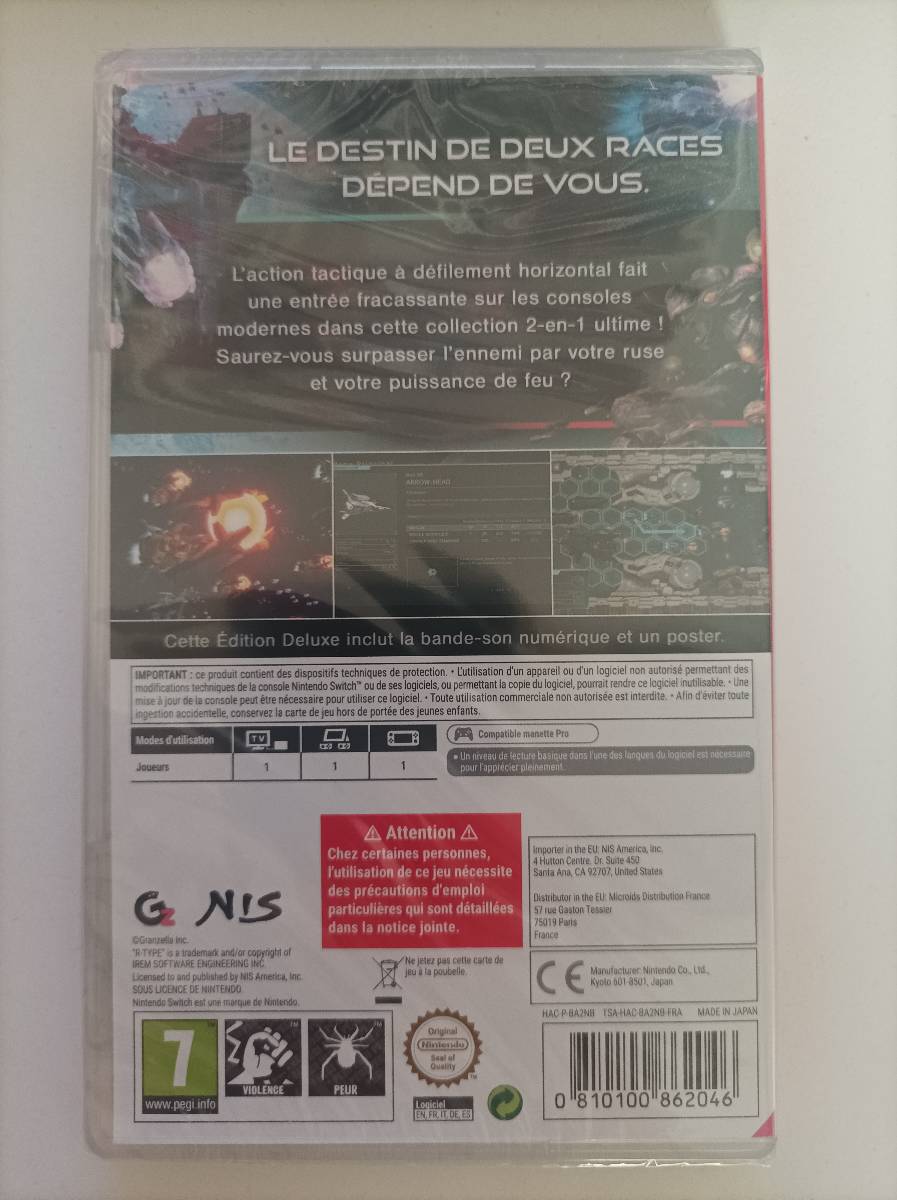 LE DESTIN DE DEUX RACES
DÉPEND DE VOUS.
L'action tactique à défilement horizontal fait
une entrée fracassante sur les consoles
modernes dans cette collection 2-en-1 ultime !
Saurez-vous surpasser l'ennemi par votre ruse
et votre puissance de feu ?
ARROW-HEAD
Cette Édition Deluxe inclut la bande-son numérique et un poster.
IMPORTANT : ce produit contient des dispositifs techniques de protection. • L'utilisation d'un appareil ou d'un logiciel non autorisé permettant des
modifications techniques de la console Nintendo Switch™ ou de ses logiciels, ou permettant la copie du logiciel, pourrait rendre ce logiciel inutilisable. • Une
mise à jour de la console peut être nécessaire pour utiliser ce logiciel. • Toute utilisation commerciale non autorisée est interdite. • Afin d'éviter toute
ingestion accidentelle, conservez la carte de jeu hors de portée des jeunes enfants.
Modes d'utilisation TV
Joueurs 1 1 1
Compatible manette Pro
• Un niveau de lecture basique dans l'une des langues du logiciel est nécessaire
pour l'apprécier pleinement.
⚠ Attention ⚠
Chez certaines personnes,
l'utilisation de ce jeu nécessite
des précautions d'emploi
particulières qui sont détaillées
dans la notice jointe.
Importer in the EU: NIS America, Inc.
4 Hutton Centre. Dr. Suite 450
Santa Ana, CA 92707, United States
Distributor in the EU: Microids Distribution France
57 rue Gaston Tessier
75019 Paris
France
Gz NIS
©Granzella Inc.
"R-TYPE" is a trademark and/or copyright of
IREM SOFTWARE ENGINEERING INC
Licensed to and published by NIS America, Inc.
SOUS LICENCE DE NINTENDO
Nintendo Switch est une marque de Nintendo.
Ne jetez pas cette carte de
jeu à la poubelle.
CE Manufacturer: Nintendo Co., Ltd.,
Kyoto 601-8501, Japan
HAC-P-BA2NB TSA-HAC-BA2NB-FRA MADE IN JAPAN
7
www.pegi.info
VIOLENCE
PEUR
Original
Nintendo
Seal of
Quality
Logiciel
EN, FR, IT, DE, ES
0 810100 862046